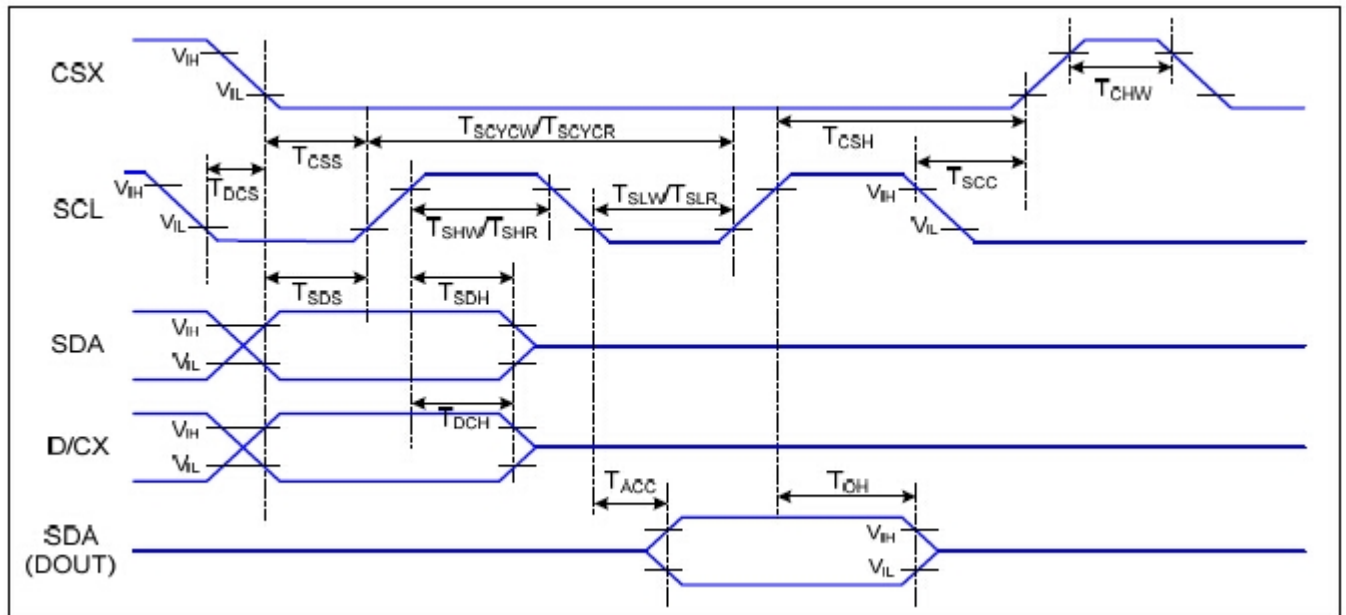 CSX
VIH
VIL
TCHW
TSCYCW/TSCYCR
TCSH
TCSS
TDCS
TSCC
SCL
VIH
VIL
TSHW/TSHR
TSLW/TSLR
VIH
VIL
TSDS
TSDH
SDA
VIH
VIL
TDCH
D/CX
VIH
VIL
TACC
TOH
SDA
(DOUT)
VIH
VIL